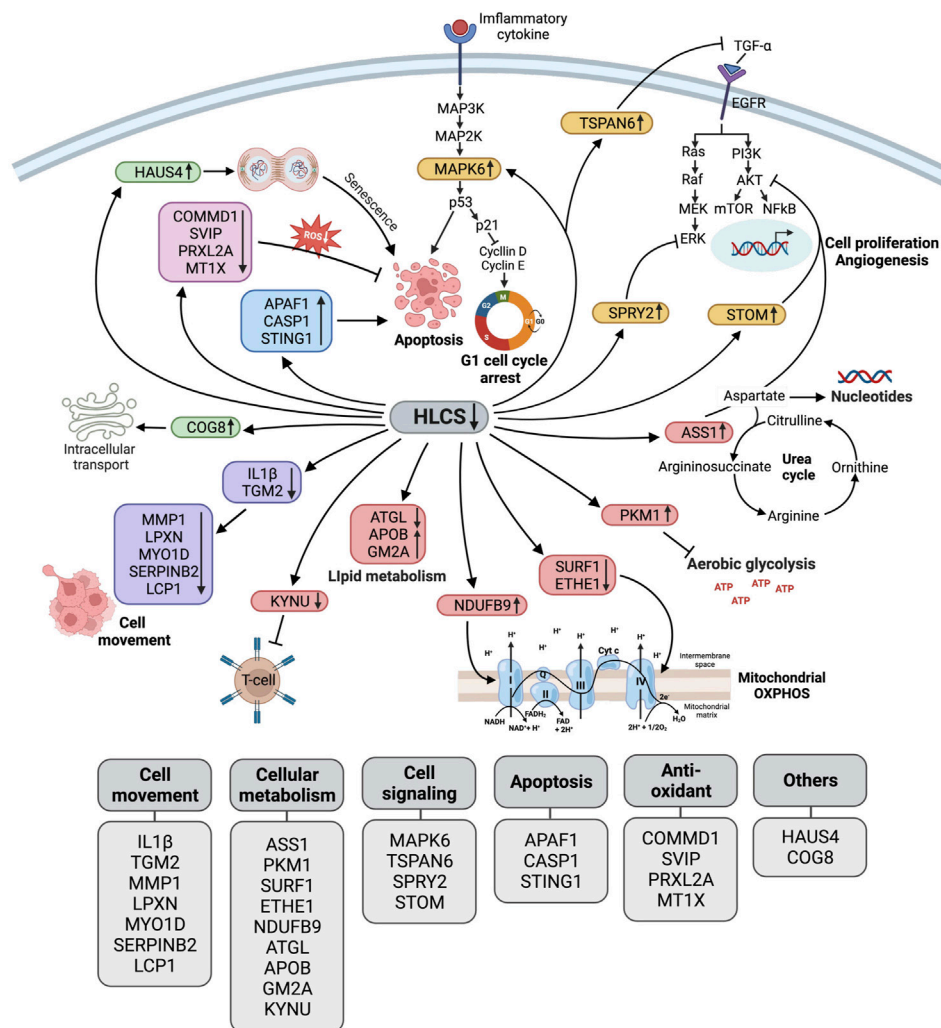 Inflammatory
cytokine
TGF-α
EGFR
MAP3K
MAP2K
MAPK6
p53
p21
Cycllin D
Cyclin E
TSPAN6
Ras
Raf
MEK
ERK
PI3K
AKT
mTOR
NFkB
Cell proliferation
Angiogenesis
HAUS4
Senescence
COMMD1
SVIP
PRXL2A
MT1X
ROS
APAF1
CASP1
STING1
Apoptosis
M
G2
S
G1
G0
G1 cell cycle
arrest
SPRY2
STOM
Nucleotides
HLCS
COG8
Intracellular
transport
ASS1
Aspartate
Citrulline
Argininosuccinate
Urea
cycle
Ornithine
Arginine
IL1β
TGM2
MMP1
LPXN
MYO1D
SERPINB2
LCP1
Cell movement
KYNU
T-cell
ATGL
APOB
GM2A
LIpid metabolism
PKM1
Aerobic glycolysis
ATP
ATP
ATP
ATP
SURF1
ETHE1
NDUFB9
H⁺
H⁺
H⁺
H⁺
H⁺
H⁺
H⁺
Cyt c
Intermembrane
space
I
Q
II
III
IV
Mitochondrial
OXPHOS
Mitochondrial
matrix
NADH
NAD⁺+ H⁺
FADH₂
FAD
+ 2H⁺
2e⁻
H₂O
2H⁺ + 1/2O₂
Cell
movement
IL1β
TGM2
MMP1
LPXN
MYO1D
SERPINB2
LCP1
Cellular
metabolism
ASS1
PKM1
SURF1
ETHE1
NDUFB9
ATGL
APOB
GM2A
KYNU
Cell
signaling
MAPK6
TSPAN6
SPRY2
STOM
Apoptosis
APAF1
CASP1
STING1
Anti-
oxidant
COMMD1
SVIP
PRXL2A
MT1X
Others
HAUS4
COG8